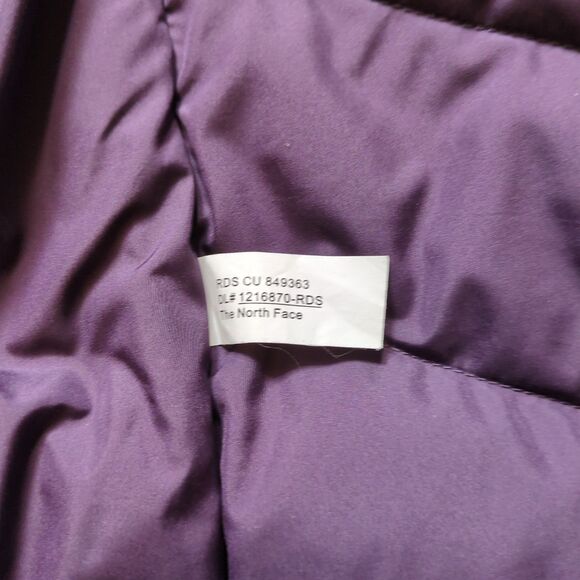 RDS CU 849363
DL# 1216870-RDS
The North Face